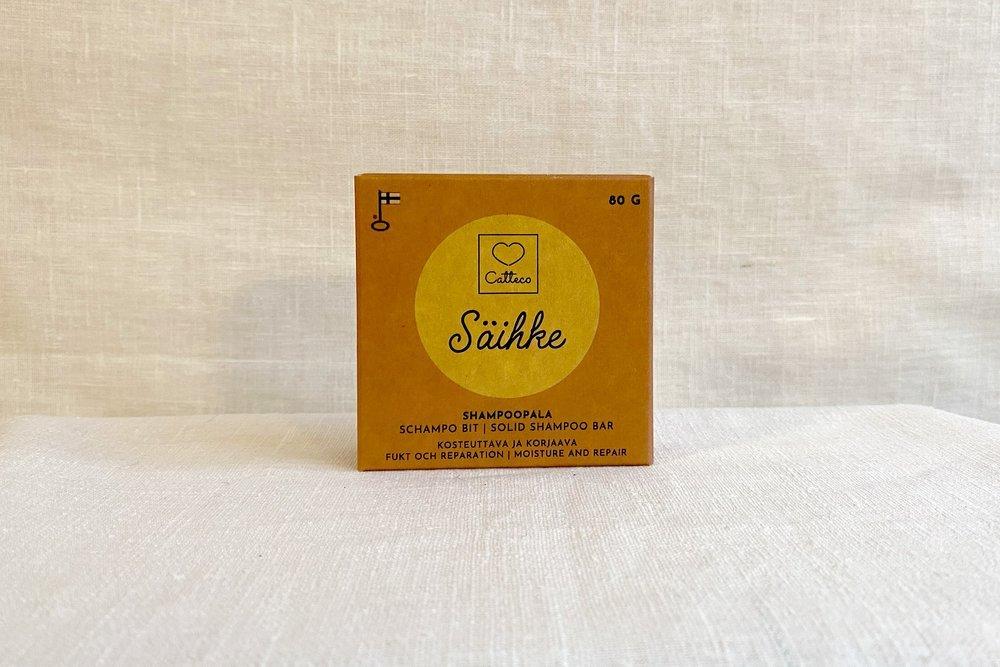 80 G
Catteco
Säihke
SHAMPOOPALA
SCHAMPO BIT | SOLID SHAMPOO BAR
KOSTEUTTAVA JA KORJAAVA
FUKT OCH REPARATION | MOISTURE AND REPAIR